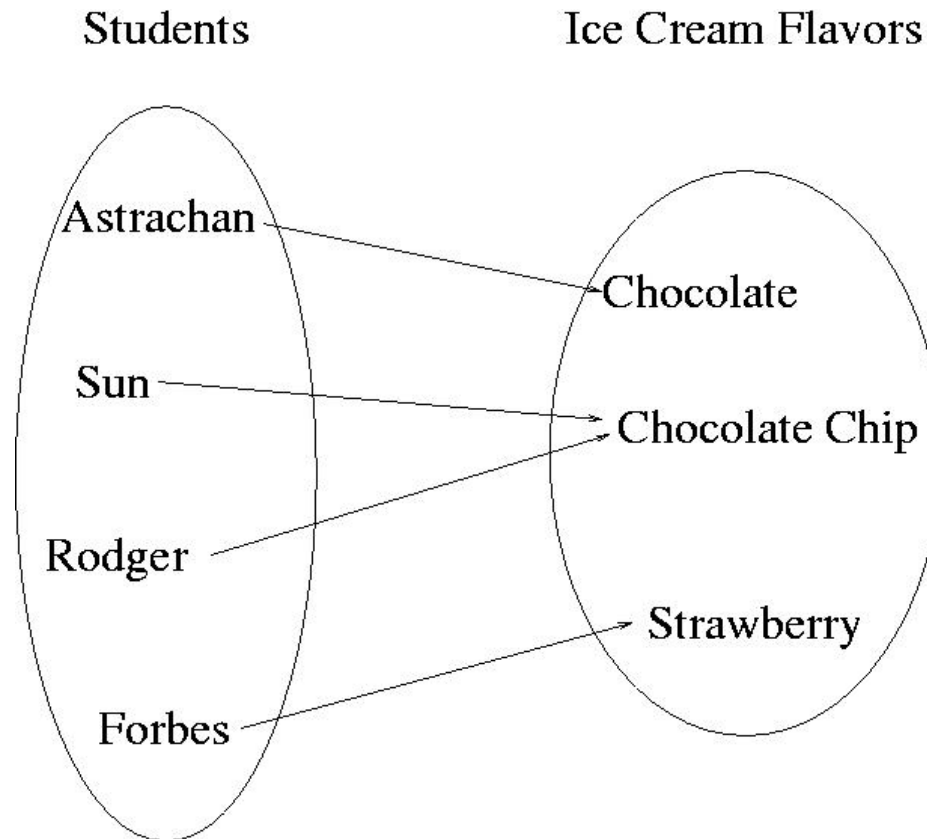 Students
Ice Cream Flavors
Astrachan
Chocolate
Sun
Chocolate Chip
Rodger
Strawberry
Forbes